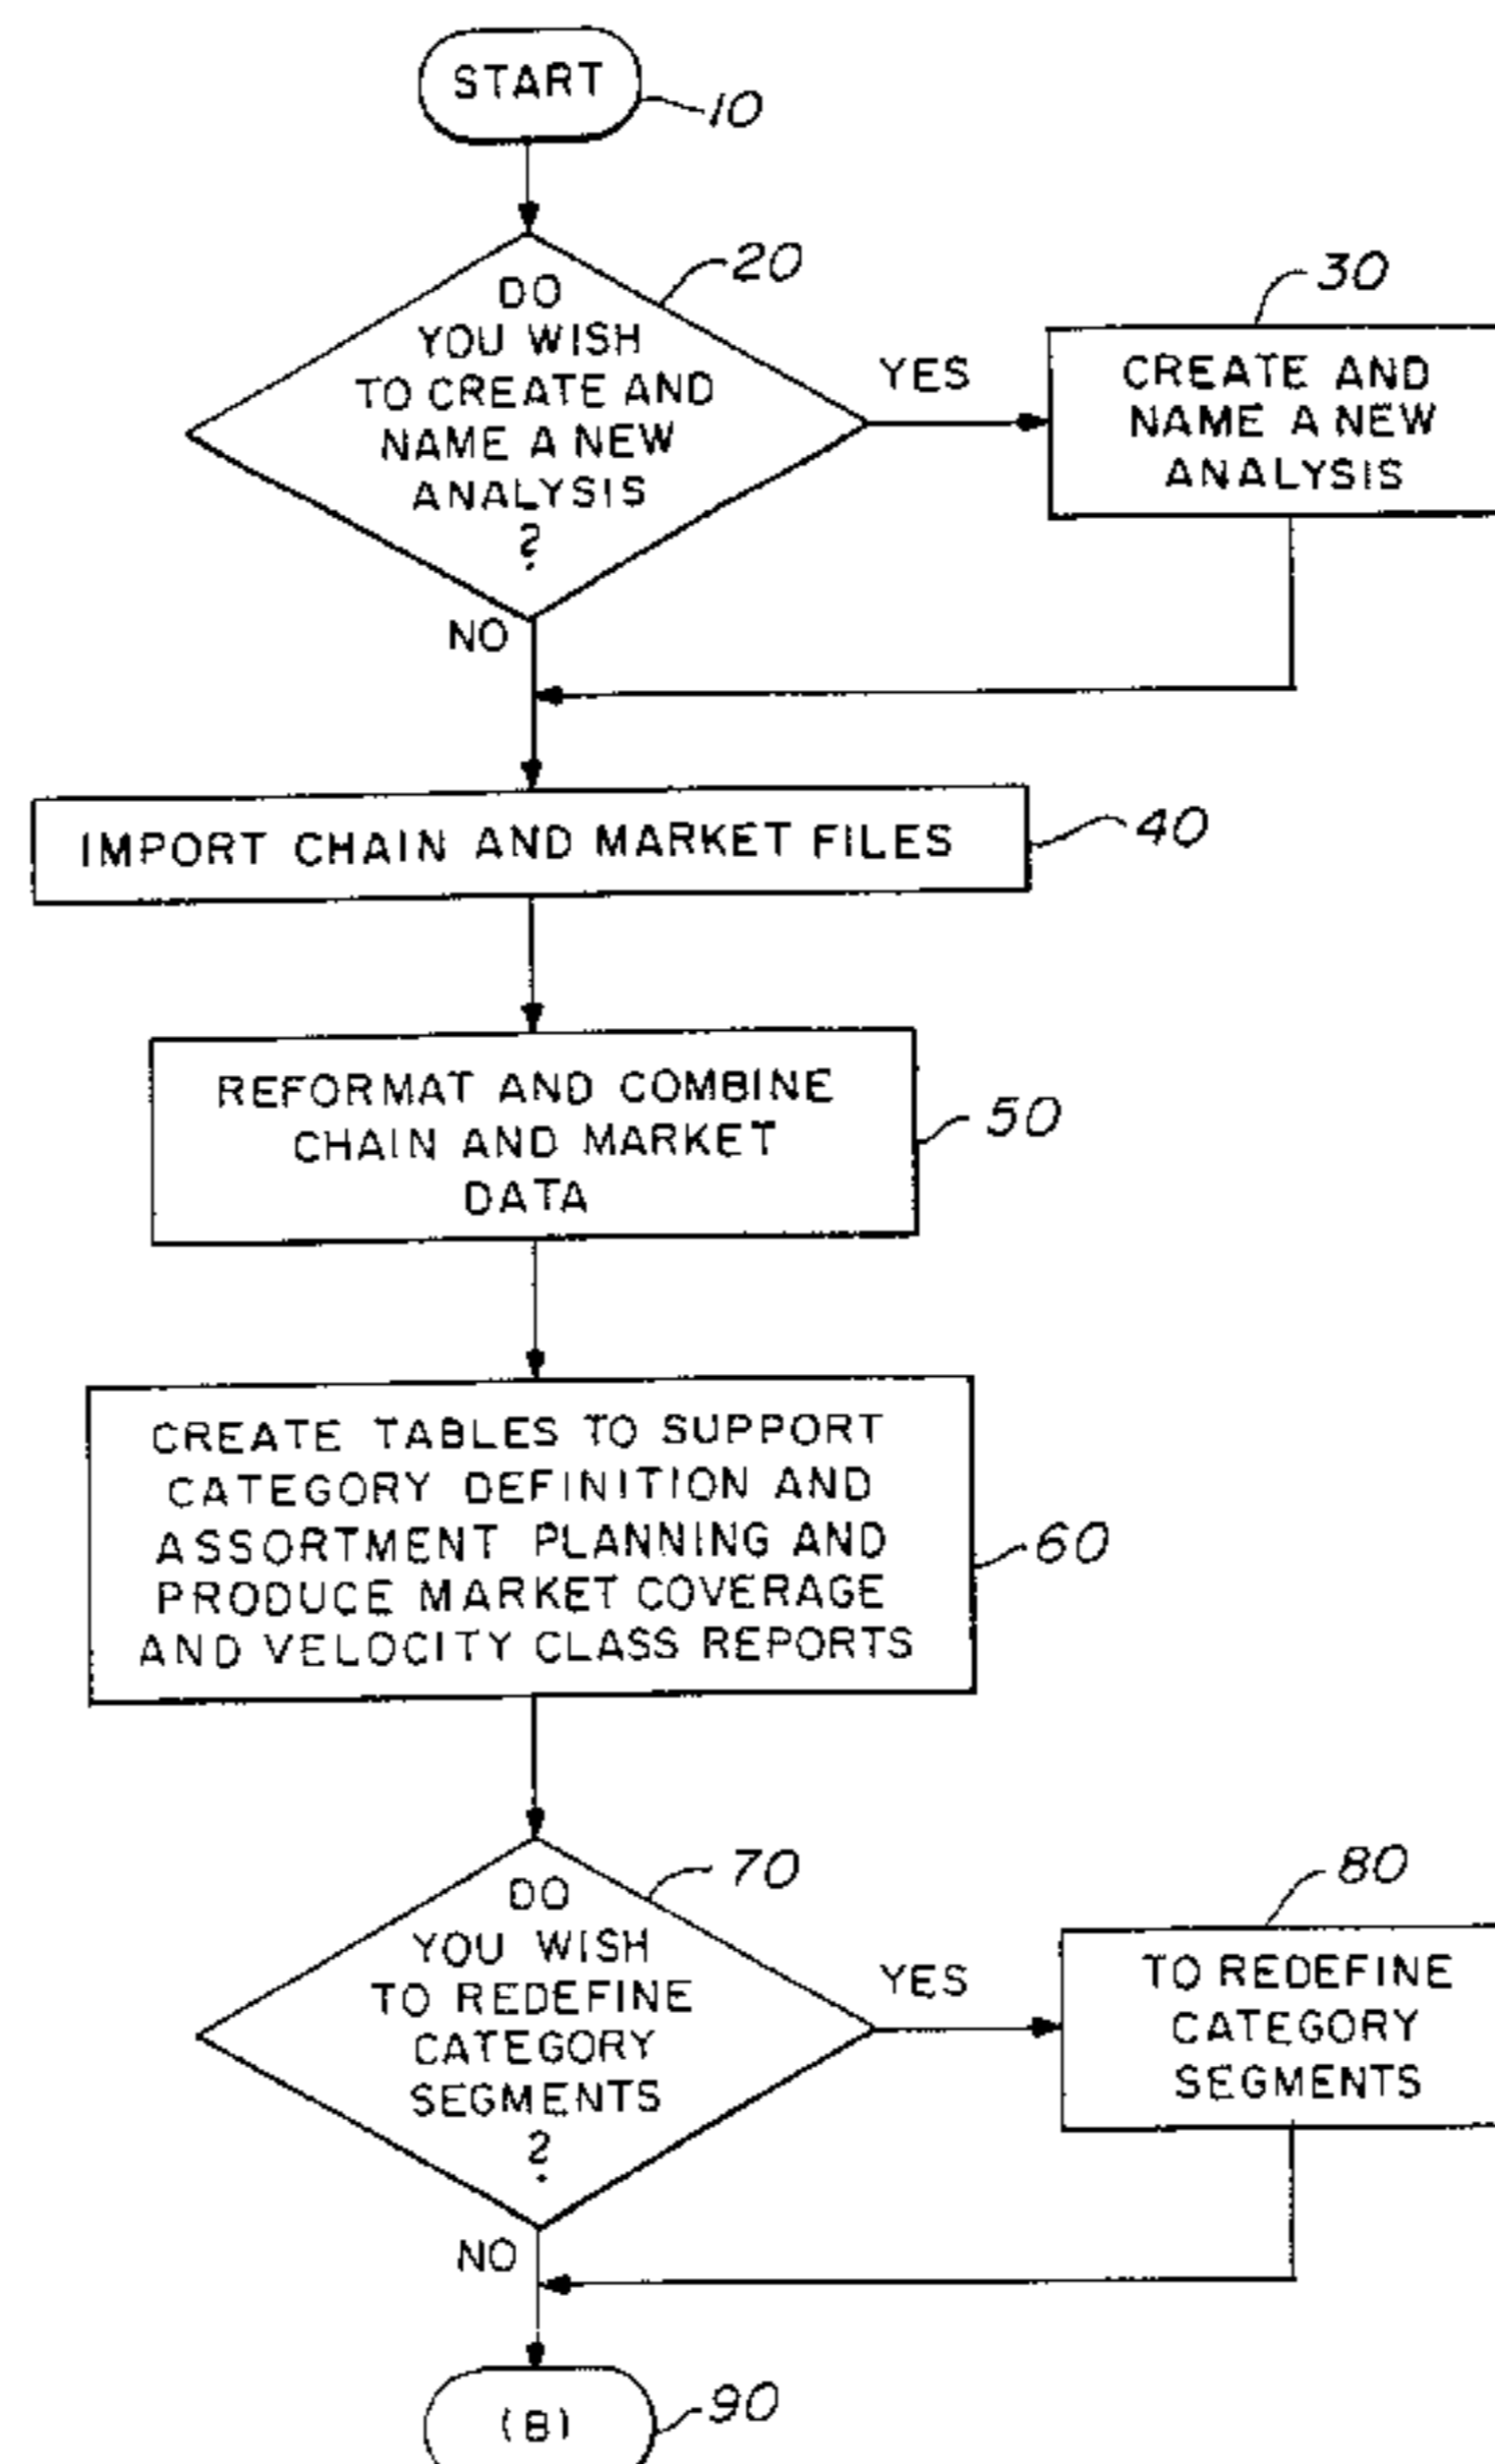 START
10
DO
YOU WISH
TO CREATE AND
NAME A NEW
ANALYSIS
?
20
YES
CREATE AND
NAME A NEW
ANALYSIS
30
NO
IMPORT CHAIN AND MARKET FILES
40
REFORMAT AND COMBINE
CHAIN AND MARKET
DATA
50
CREATE TABLES TO SUPPORT
CATEGORY DEFINITION AND
ASSORTMENT PLANNING AND
PRODUCE MARKET COVERAGE
AND VELOCITY CLASS REPORTS
60
DO
YOU WISH
TO REDEFINE
CATEGORY
SEGMENTS
?
70
YES
TO REDEFINE
CATEGORY
SEGMENTS
80
NO
(B)
90